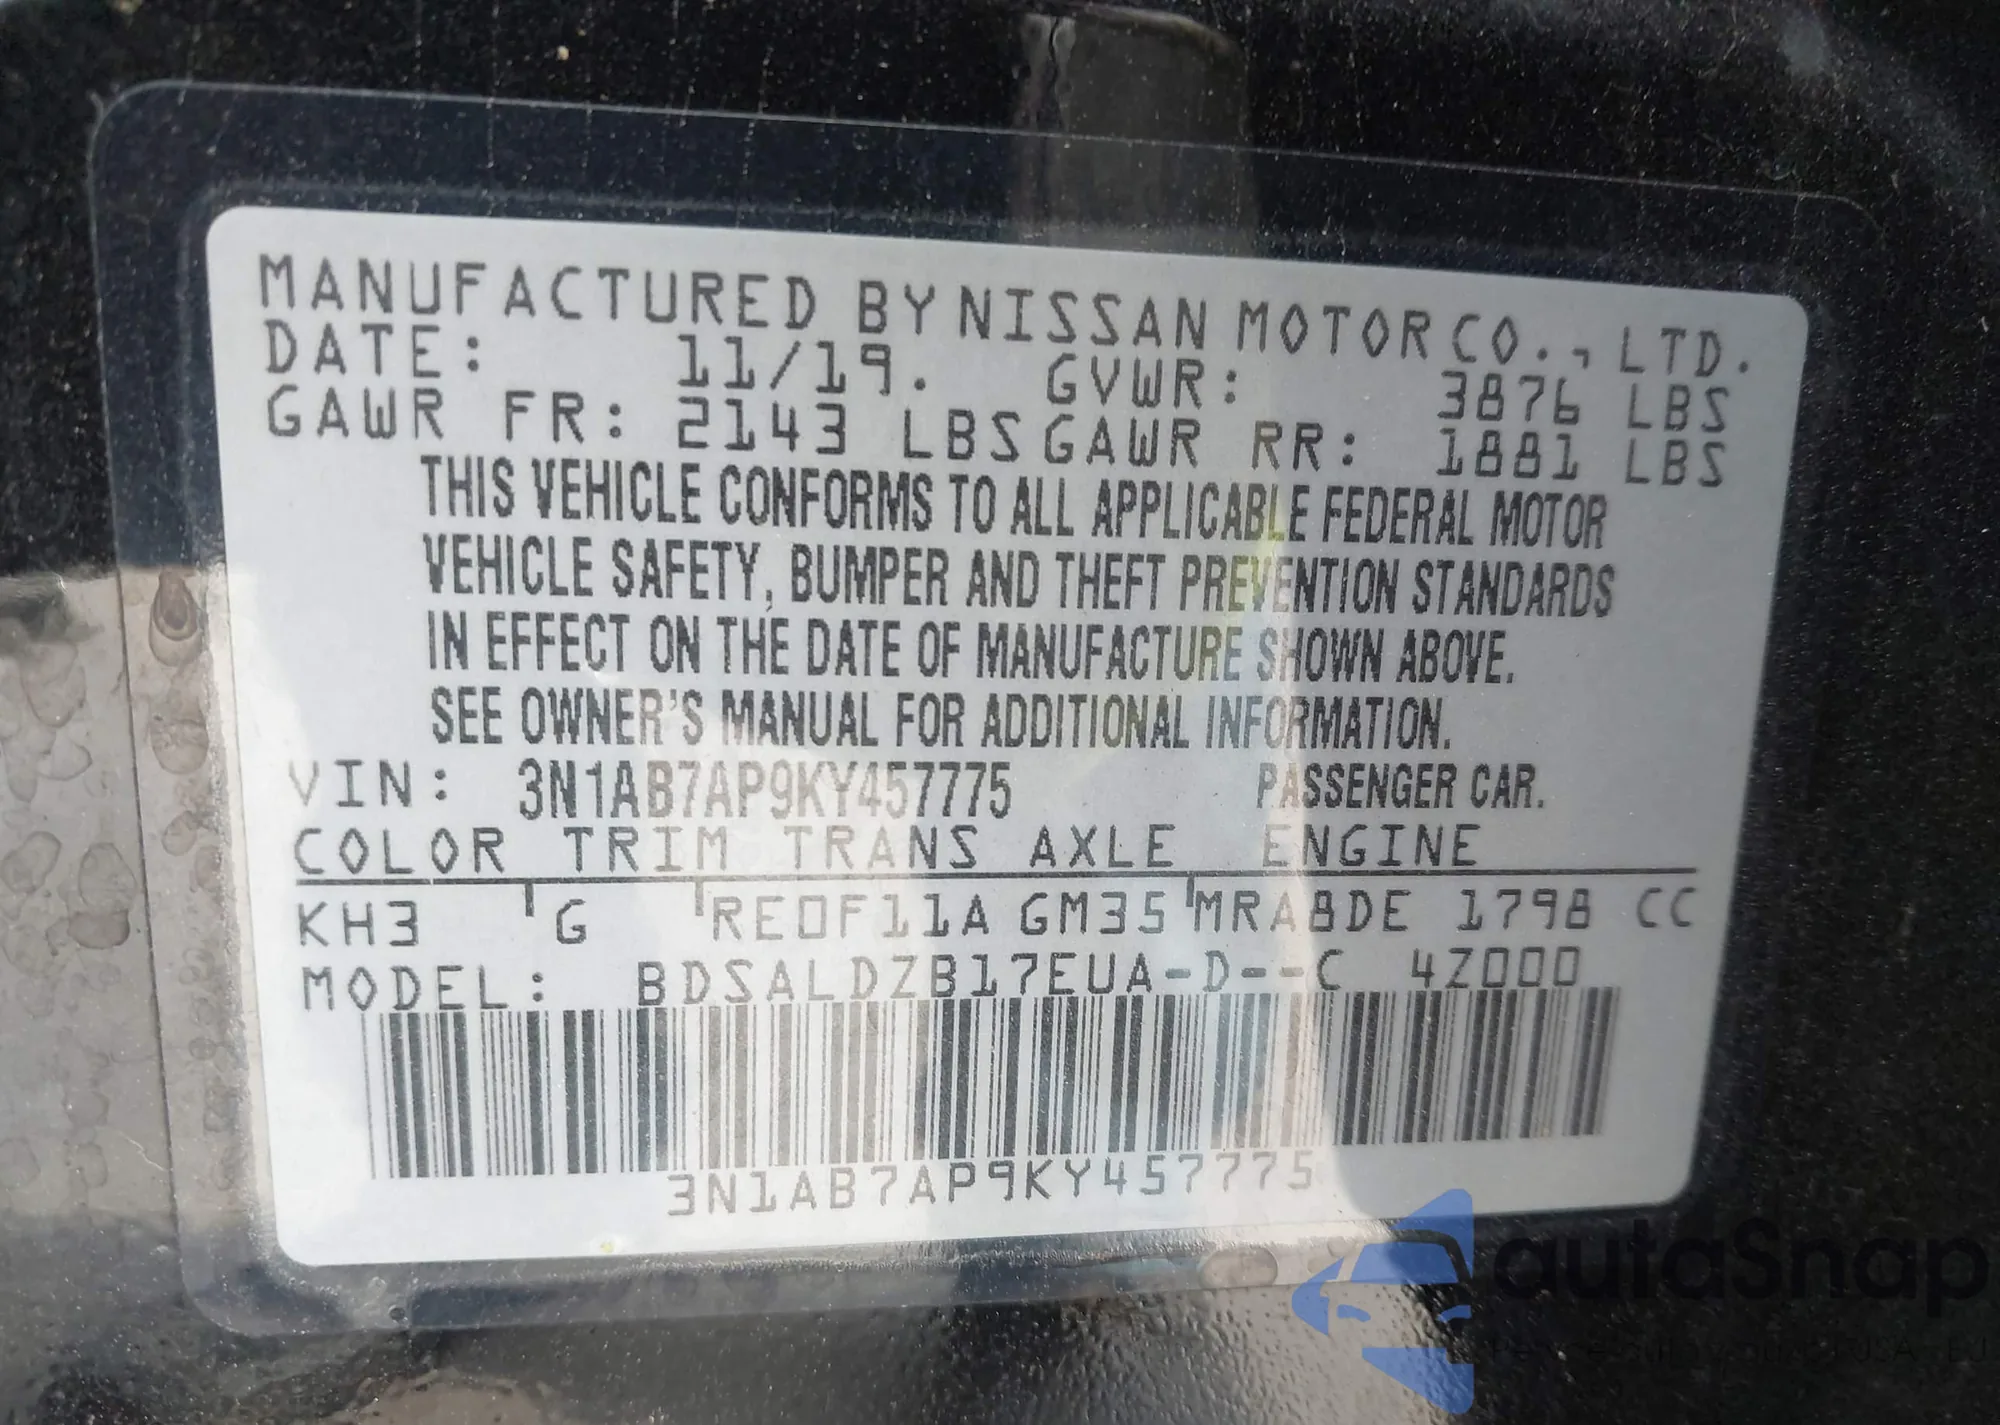 MANUFACTURED BY NISSAN MOTOR CO., LTD.
DATE: 11/19. GVWR: 3876 LBS
GAWR FR: 2143 LBS GAWR RR: 1881 LBS
THIS VEHICLE CONFORMS TO ALL APPLICABLE FEDERAL MOTOR
VEHICLE SAFETY, BUMPER AND THEFT PREVENTION STANDARDS
IN EFFECT ON THE DATE OF MANUFACTURE SHOWN ABOVE.
SEE OWNER'S MANUAL FOR ADDITIONAL INFORMATION.
VIN: 3N1AB7AP9KY457775 PASSENGER CAR.
COLOR TRIM TRANS AXLE ENGINE
KH3 G RE0F11A GM35 MRA8DE 1798 CC
MODEL: BDSALDZB17EUA-D--C 4Z000
3N1AB7AP9KY457775
autaSnap